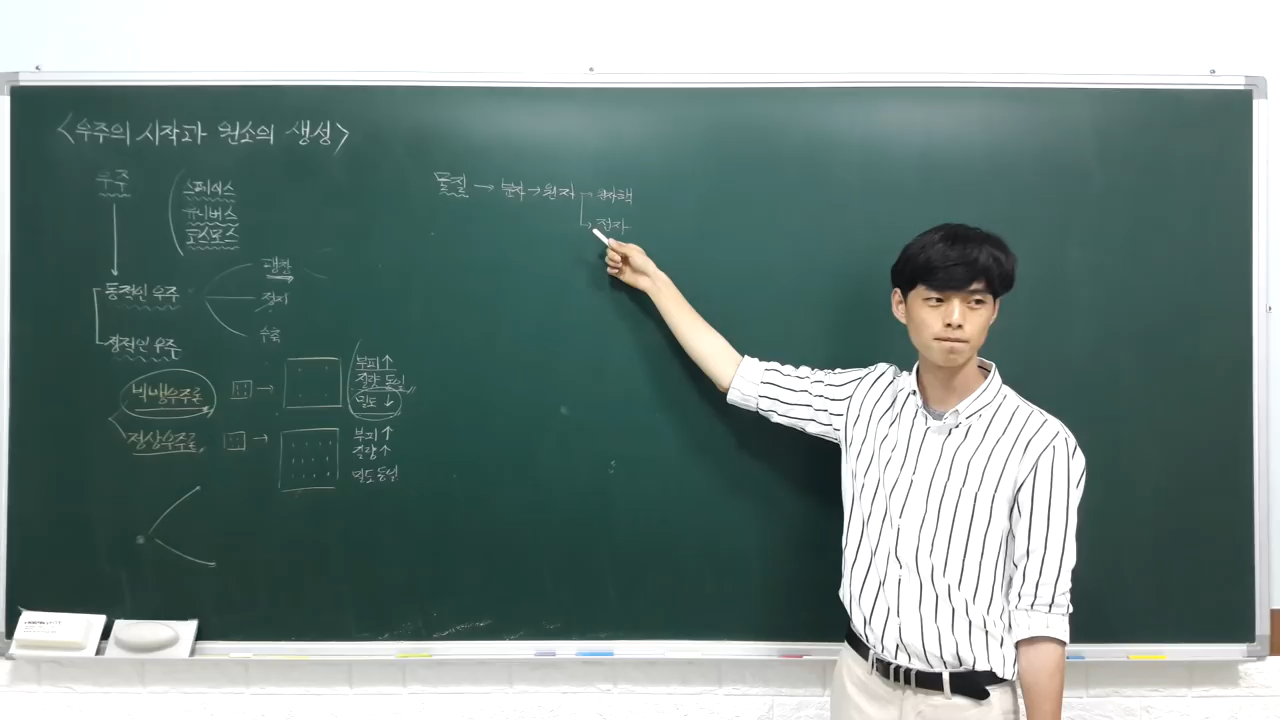 <우주의 시작과 원소의 생성>
우주
스페이스
유니버스
코스모스
동적인 우주
팽창
정지
수축
정적인 우주
빅뱅우주론 →
부피↑
질량 동일
밀도 ↓
정상우주론 →
부피↑
질량↑
밀도 동일
물질 → 분자 → 원자 → 원자핵
→ 전자